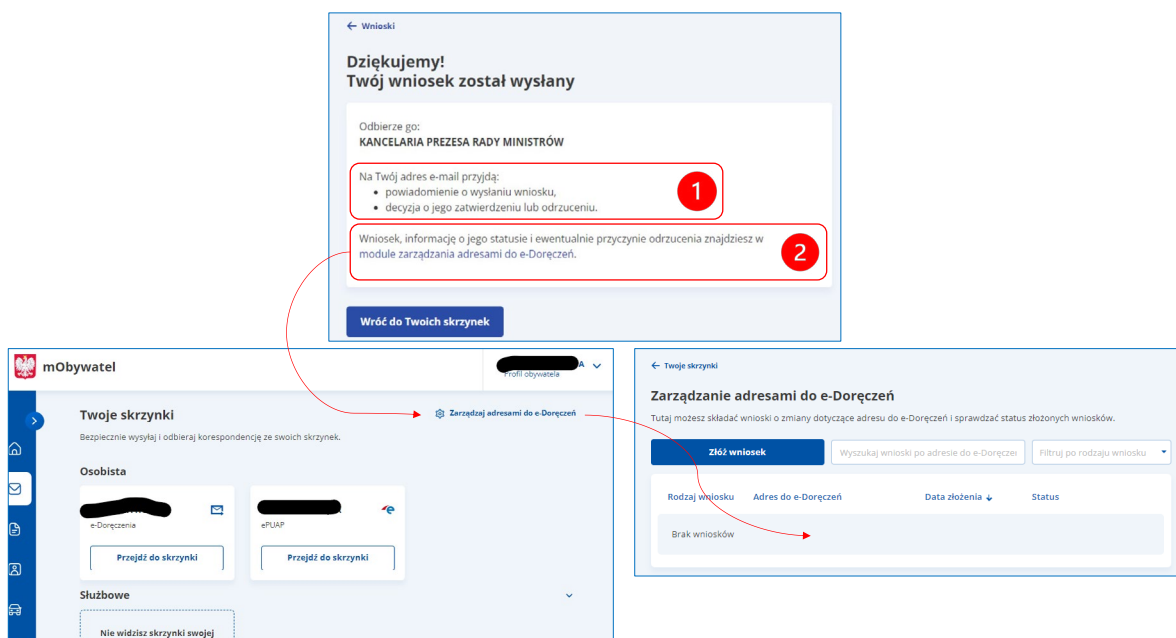 ← Wnioski
Dziękujemy!
Twój wniosek został wysłany
Odbierze go:
KANCELARIA PREZESA RADY MINISTRÓW
Na Twój adres e-mail przyjdą:
• powiadomienie o wysłaniu wniosku,
• decyzja o jego zatwierdzeniu lub odrzuceniu.
1
Wniosek, informację o jego statusie i ewentualnie przyczynie odrzucenia znajdziesz w
module zarządzania adresami do e-Doręczeń.
2
Wróć do Twoich skrzynek
mObywatel
A
Profil obywatela
Twoje skrzynki
Zarządzaj adresami do e-Doręczeń
Bezpiecznie wysyłaj i odbieraj korespondencję ze swoich skrzynek.
Osobista
e-Doręczenia
ePUAP
Przejdź do skrzynki
Przejdź do skrzynki
Służbowe
Nie widzisz skrzynki swojej
← Twoje skrzynki
Zarządzanie adresami do e-Doręczeń
Tutaj możesz składać wnioski o zmiany dotyczące adresu do e-Doręczeń i sprawdzać status złożonych wniosków.
Złóż wniosek
Wyszukaj wnioski po adresie do e-Doręczeń
Filtruj po rodzaju wniosku
Rodzaj wniosku Adres do e-Doręczeń Data złożenia ↓ Status
Brak wniosków